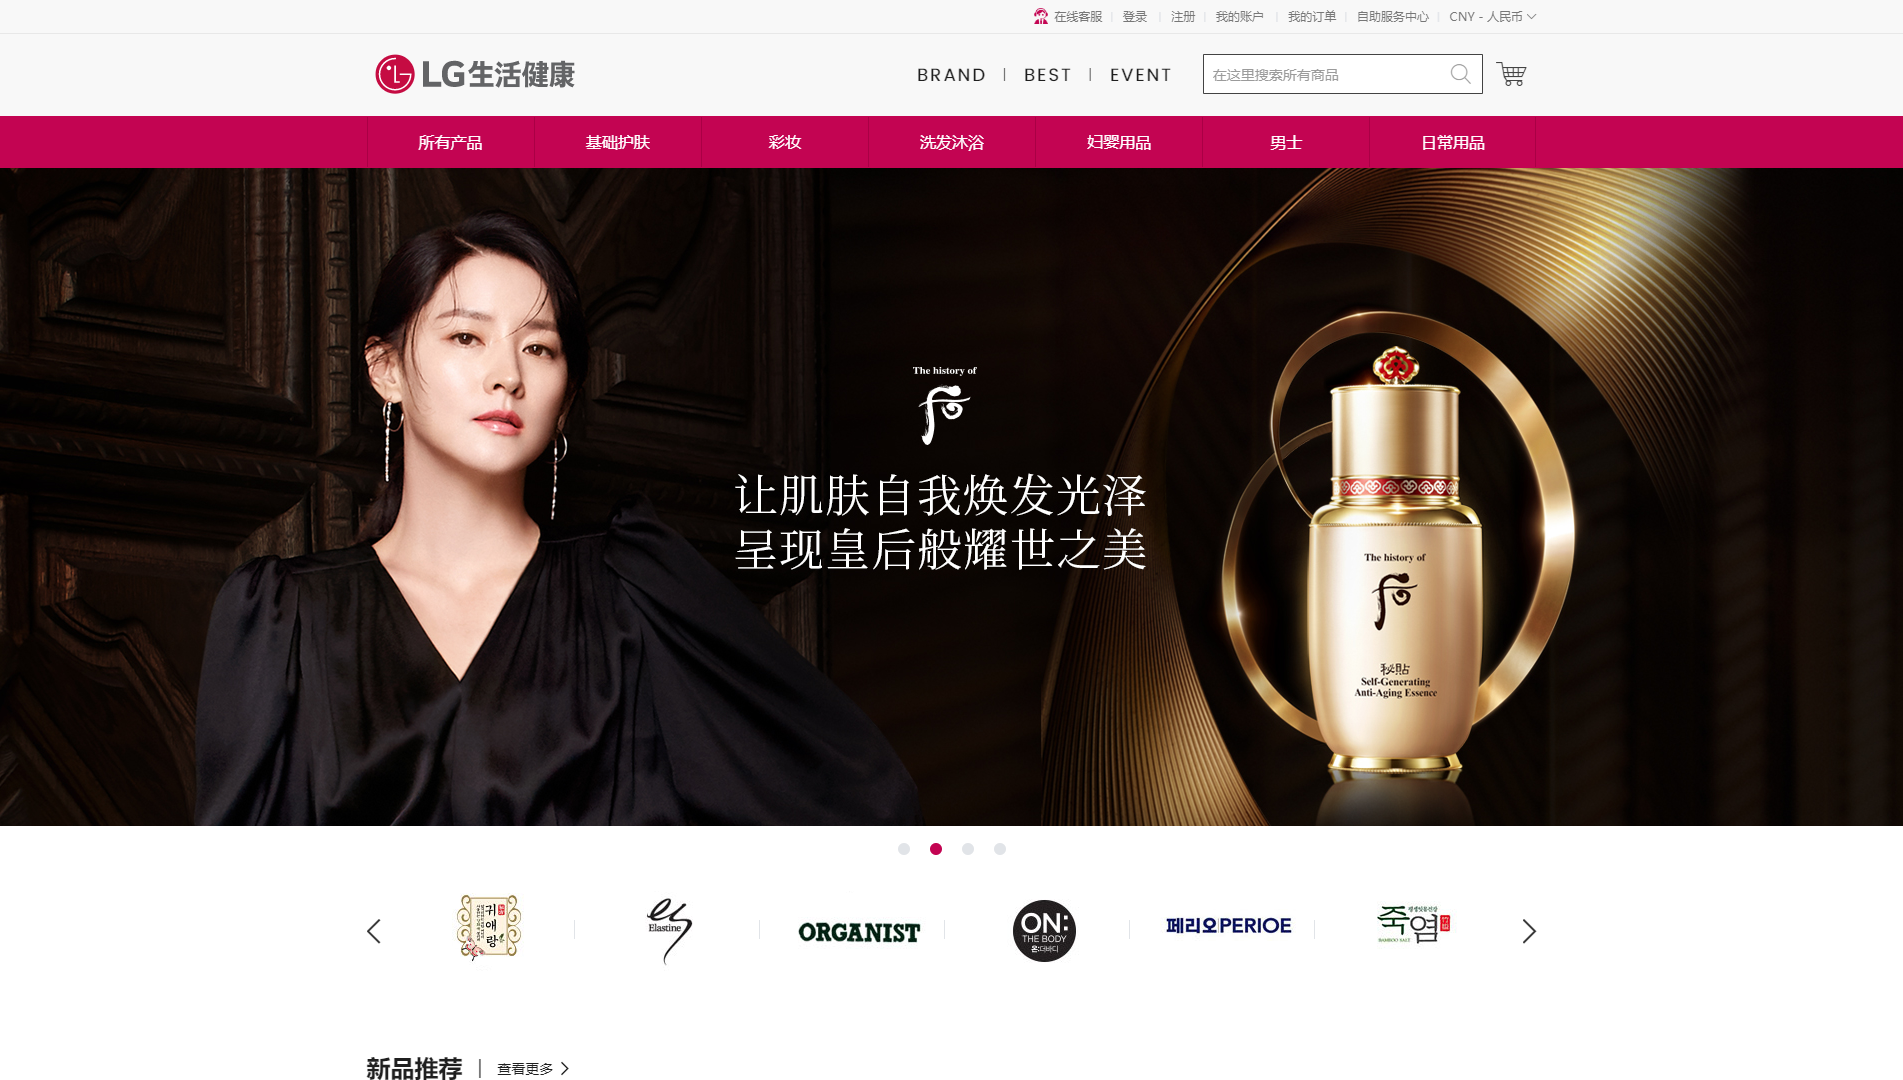 在线客服
登录
注册
我的账户
我的订单
自助服务中心
CNY - 人民币
LG生活健康
BRAND
BEST
EVENT
在这里搜索所有商品
所有产品
基础护肤
彩妆
洗发沐浴
妇婴用品
男士
日常用品
The history of
后
让肌肤自我焕发光泽
呈现皇后般耀世之美
The history of
后
秘貼
Self-Generating
Anti-Aging Essence
귀애랑
Elastine
ORGANIST
ON:
THE BODY
온:더바디
페리오 PERIOE
죽염
BAMBOO SALT
新品推荐
查看更多